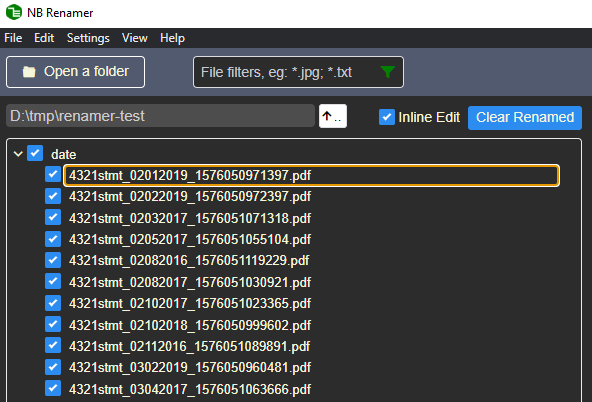 NB Renamer
File Edit Settings View Help
Open a folder File filters, eg: *.jpg; *.txt
D:\tmp\renamer-test .. Inline Edit Clear Renamed
date
4321stmt_02012019_1576050971397.pdf
4321stmt_02022019_1576050972397.pdf
4321stmt_02032017_1576051071318.pdf
4321stmt_02052017_1576051055104.pdf
4321stmt_02082016_1576051119229.pdf
4321stmt_02082017_1576051030921.pdf
4321stmt_02102017_1576051023365.pdf
4321stmt_02102018_1576050999602.pdf
4321stmt_02112016_1576051089891.pdf
4321stmt_03022019_1576050960481.pdf
4321stmt_03042017_1576051063666.pdf